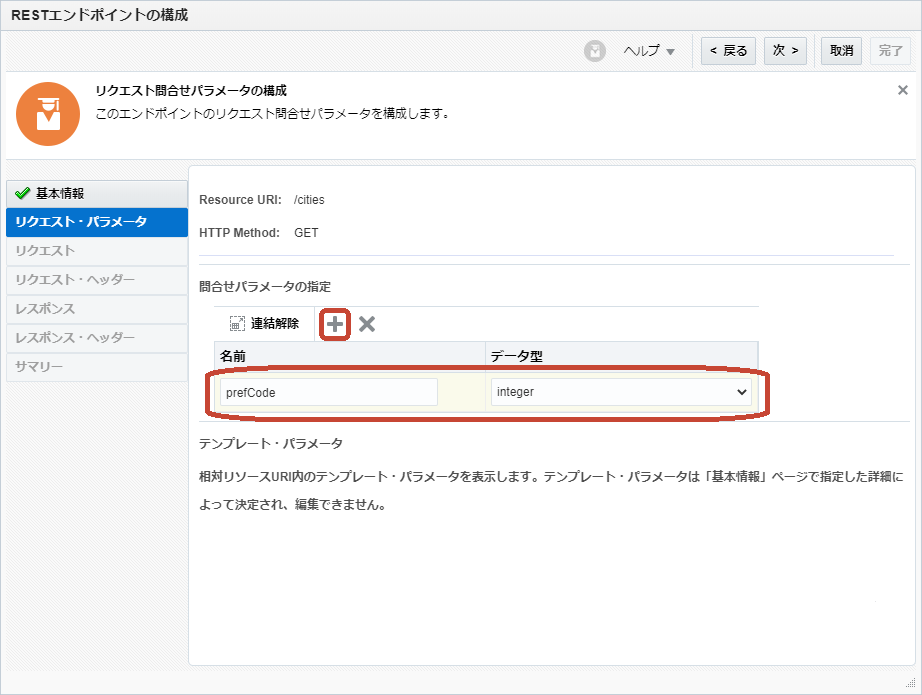 RESTエンドポイントの構成
ヘルプ
< 戻る
次 >
取消
完了
リクエスト問合せパラメータの構成
このエンドポイントのリクエスト問合せパラメータを構成します。
基本情報
リクエスト・パラメータ
リクエスト
リクエスト・ヘッダー
レスポンス
レスポンス・ヘッダー
サマリー
Resource URI: /cities
HTTP Method: GET
問合せパラメータの指定
連結解除
名前 データ型
prefCode integer
テンプレート・パラメータ
相対リソースURI内のテンプレート・パラメータを表示します。テンプレート・パラメータは「基本情報」ページで指定した詳細に
よって決定され、編集できません。